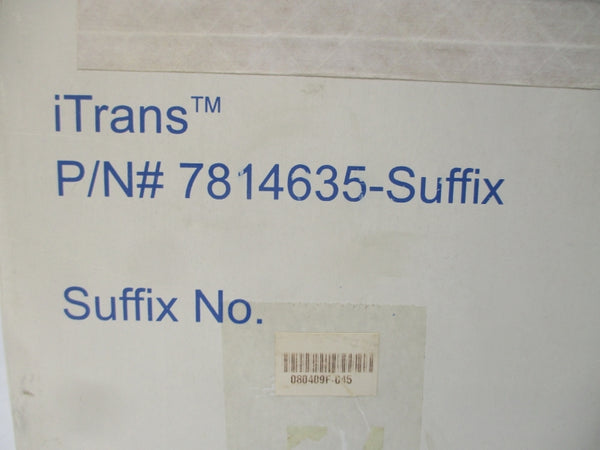 iTrans™
P/N# 7814635-Suffix
Suffix No.
080409F-045